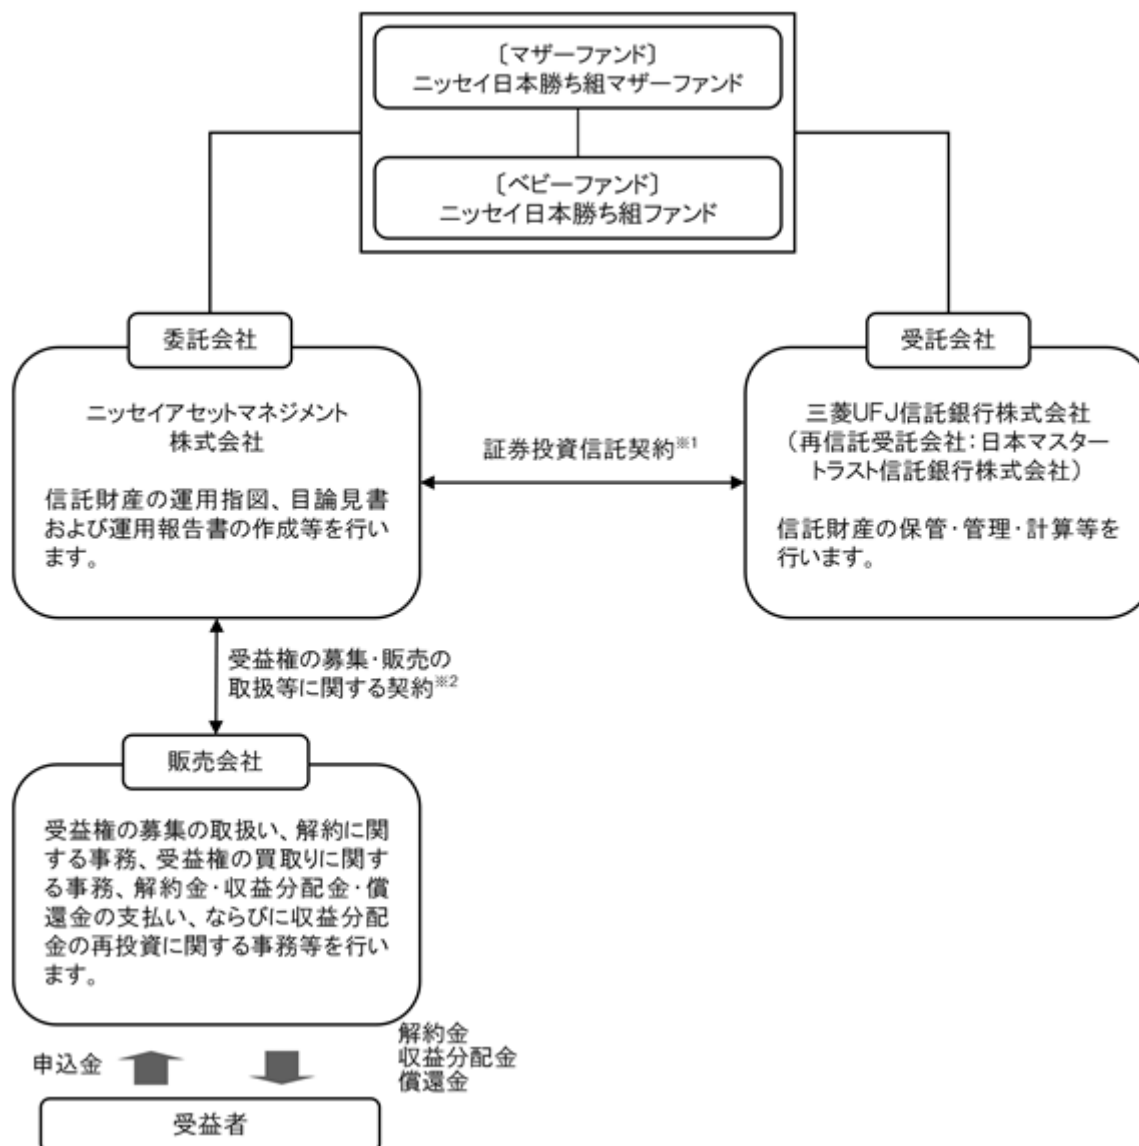 〔マザーファンド〕
ニッセイ日本勝ち組マザーファンド
〔ベビーファンド〕
ニッセイ日本勝ち組ファンド
委託会社
ニッセイアセットマネジメント
株式会社
信託財産の運用指図、目論見書
および運用報告書の作成等を行い
ます。
証券投資信託契約※1
受託会社
三菱UFJ信託銀行株式会社
（再信託受託会社：日本マスター
トラスト信託銀行株式会社）
信託財産の保管・管理・計算等を
行います。
受益権の募集・販売の
取扱等に関する契約※2
販売会社
受益権の募集の取扱い、解約に関
する事務、受益権の買取りに関す
る事務、解約金・収益分配金・償
還金の支払い、ならびに収益分配
金の再投資に関する事務等を行い
ます。
申込金
解約金
収益分配金
償還金
受益者